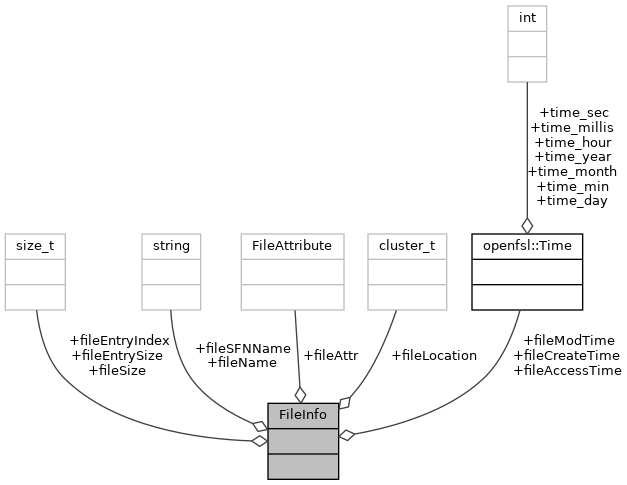 int
+time_sec
+time_millis
+time_hour
+time_year
+time_month
+time_min
+time_day
size_t
string
FileAttribute
cluster_t
openfsl::Time
+fileEntryIndex
+fileEntrySize
+fileSize
+fileSFNName
+fileName
+fileAttr
+fileLocation
+fileModTime
+fileCreateTime
+fileAccessTime
FileInfo